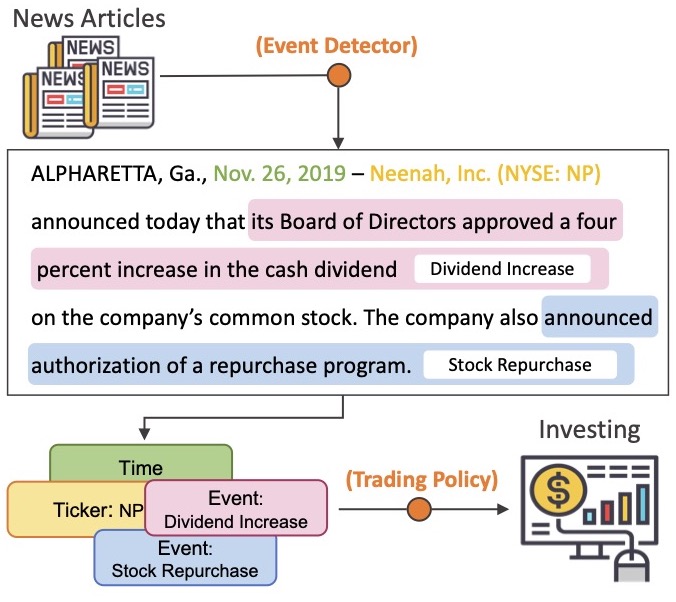 News Articles
NEWS
NEWS
NEWS
(Event Detector)
ALPHARETTA, Ga., Nov. 26, 2019 – Neenah, Inc. (NYSE: NP)
announced today that its Board of Directors approved a four
percent increase in the cash dividend Dividend Increase
on the company’s common stock. The company also announced
authorization of a repurchase program. Stock Repurchase
Investing
Time
(Trading Policy)
Ticker: NP
Event:
Dividend Increase
Event:
Stock Repurchase
$